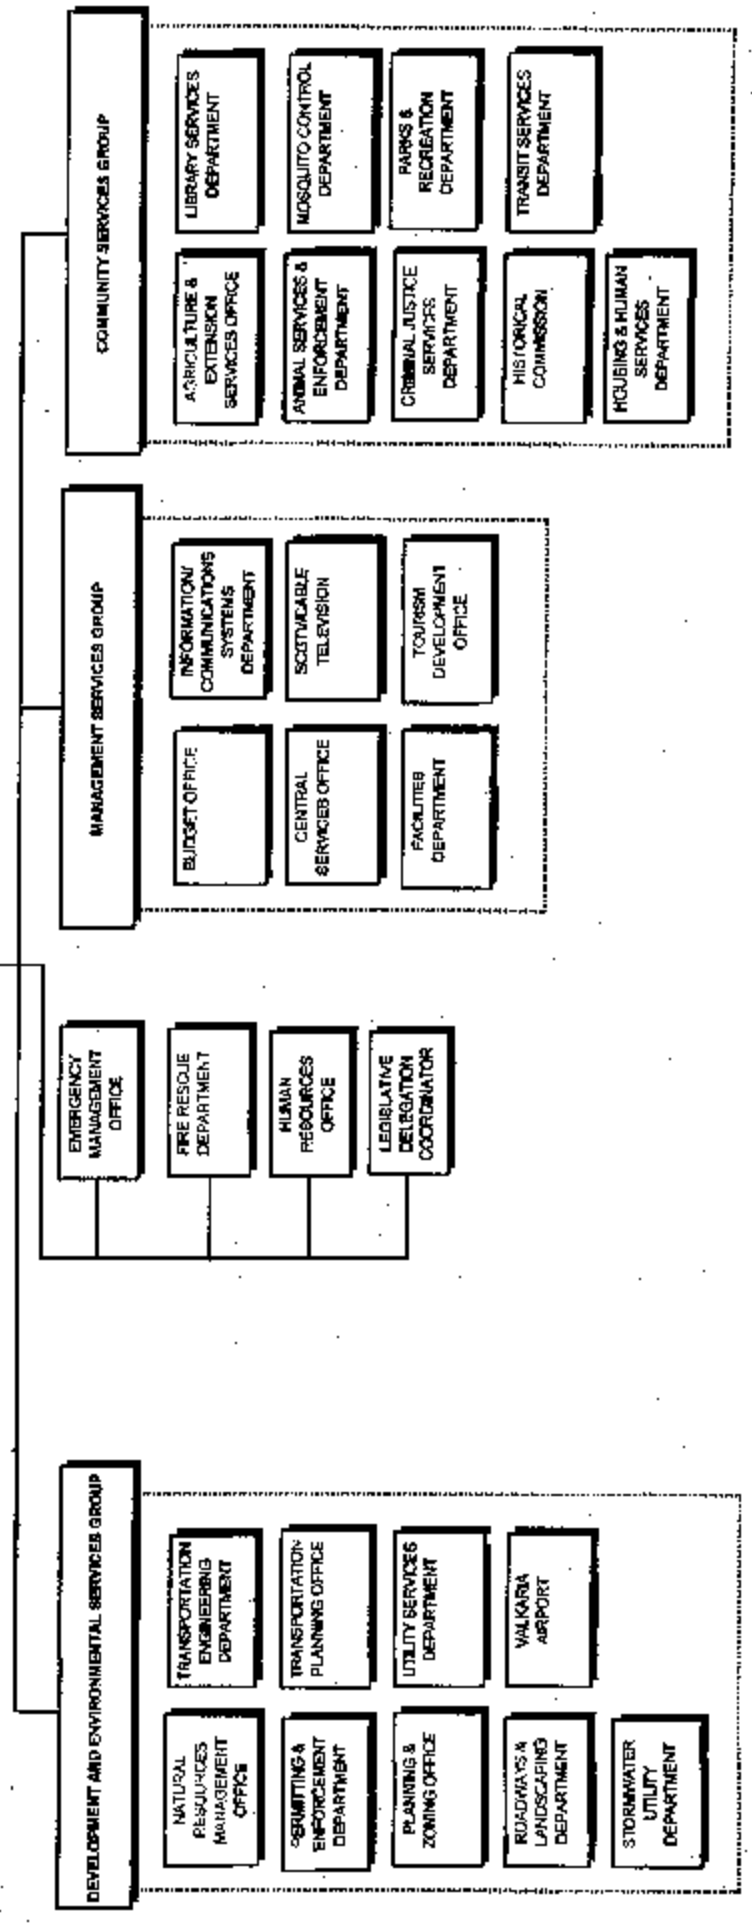 DEVELOPMENT AND ENVIRONMENTAL SERVICES GROUP
NATURAL
RESOURCES
MANAGEMENT
OFFICE
TRANSPORTATION
ENGINEERING
DEPARTMENT
PERMITTING &
ENFORCEMENT
DEPARTMENT
TRANSPORTATION
PLANNING OFFICE
PLANNING &
ZONING OFFICE
UTILITY SERVICES
DEPARTMENT
ROADWAYS &
LANDSCAPING
DEPARTMENT
VALKARIA
AIRPORT
STORMWATER
UTILITY
DEPARTMENT
EMERGENCY
MANAGEMENT
OFFICE
FIRE RESCUE
DEPARTMENT
HUMAN
RESOURCES
OFFICE
LEGISLATIVE
DELEGATION
COORDINATOR
MANAGEMENT SERVICES GROUP
BUDGET OFFICE
INFORMATION/
COMMUNICATIONS
SYSTEMS
DEPARTMENT
CENTRAL
SERVICES OFFICE
SCGTV/CABLE
TELEVISION
FACILITIES
DEPARTMENT
TOURISM
DEVELOPMENT
OFFICE
COMMUNITY SERVICES GROUP
AGRICULTURE &
EXTENSION
SERVICES OFFICE
LIBRARY SERVICES
DEPARTMENT
ANIMAL SERVICES &
ENFORCEMENT
DEPARTMENT
MOSQUITO CONTROL
DEPARTMENT
CRIMINAL JUSTICE
SERVICES
DEPARTMENT
PARKS &
RECREATION
DEPARTMENT
HISTORICAL
COMMISSION
TRANSIT SERVICES
DEPARTMENT
HOUSING & HUMAN
SERVICES
DEPARTMENT